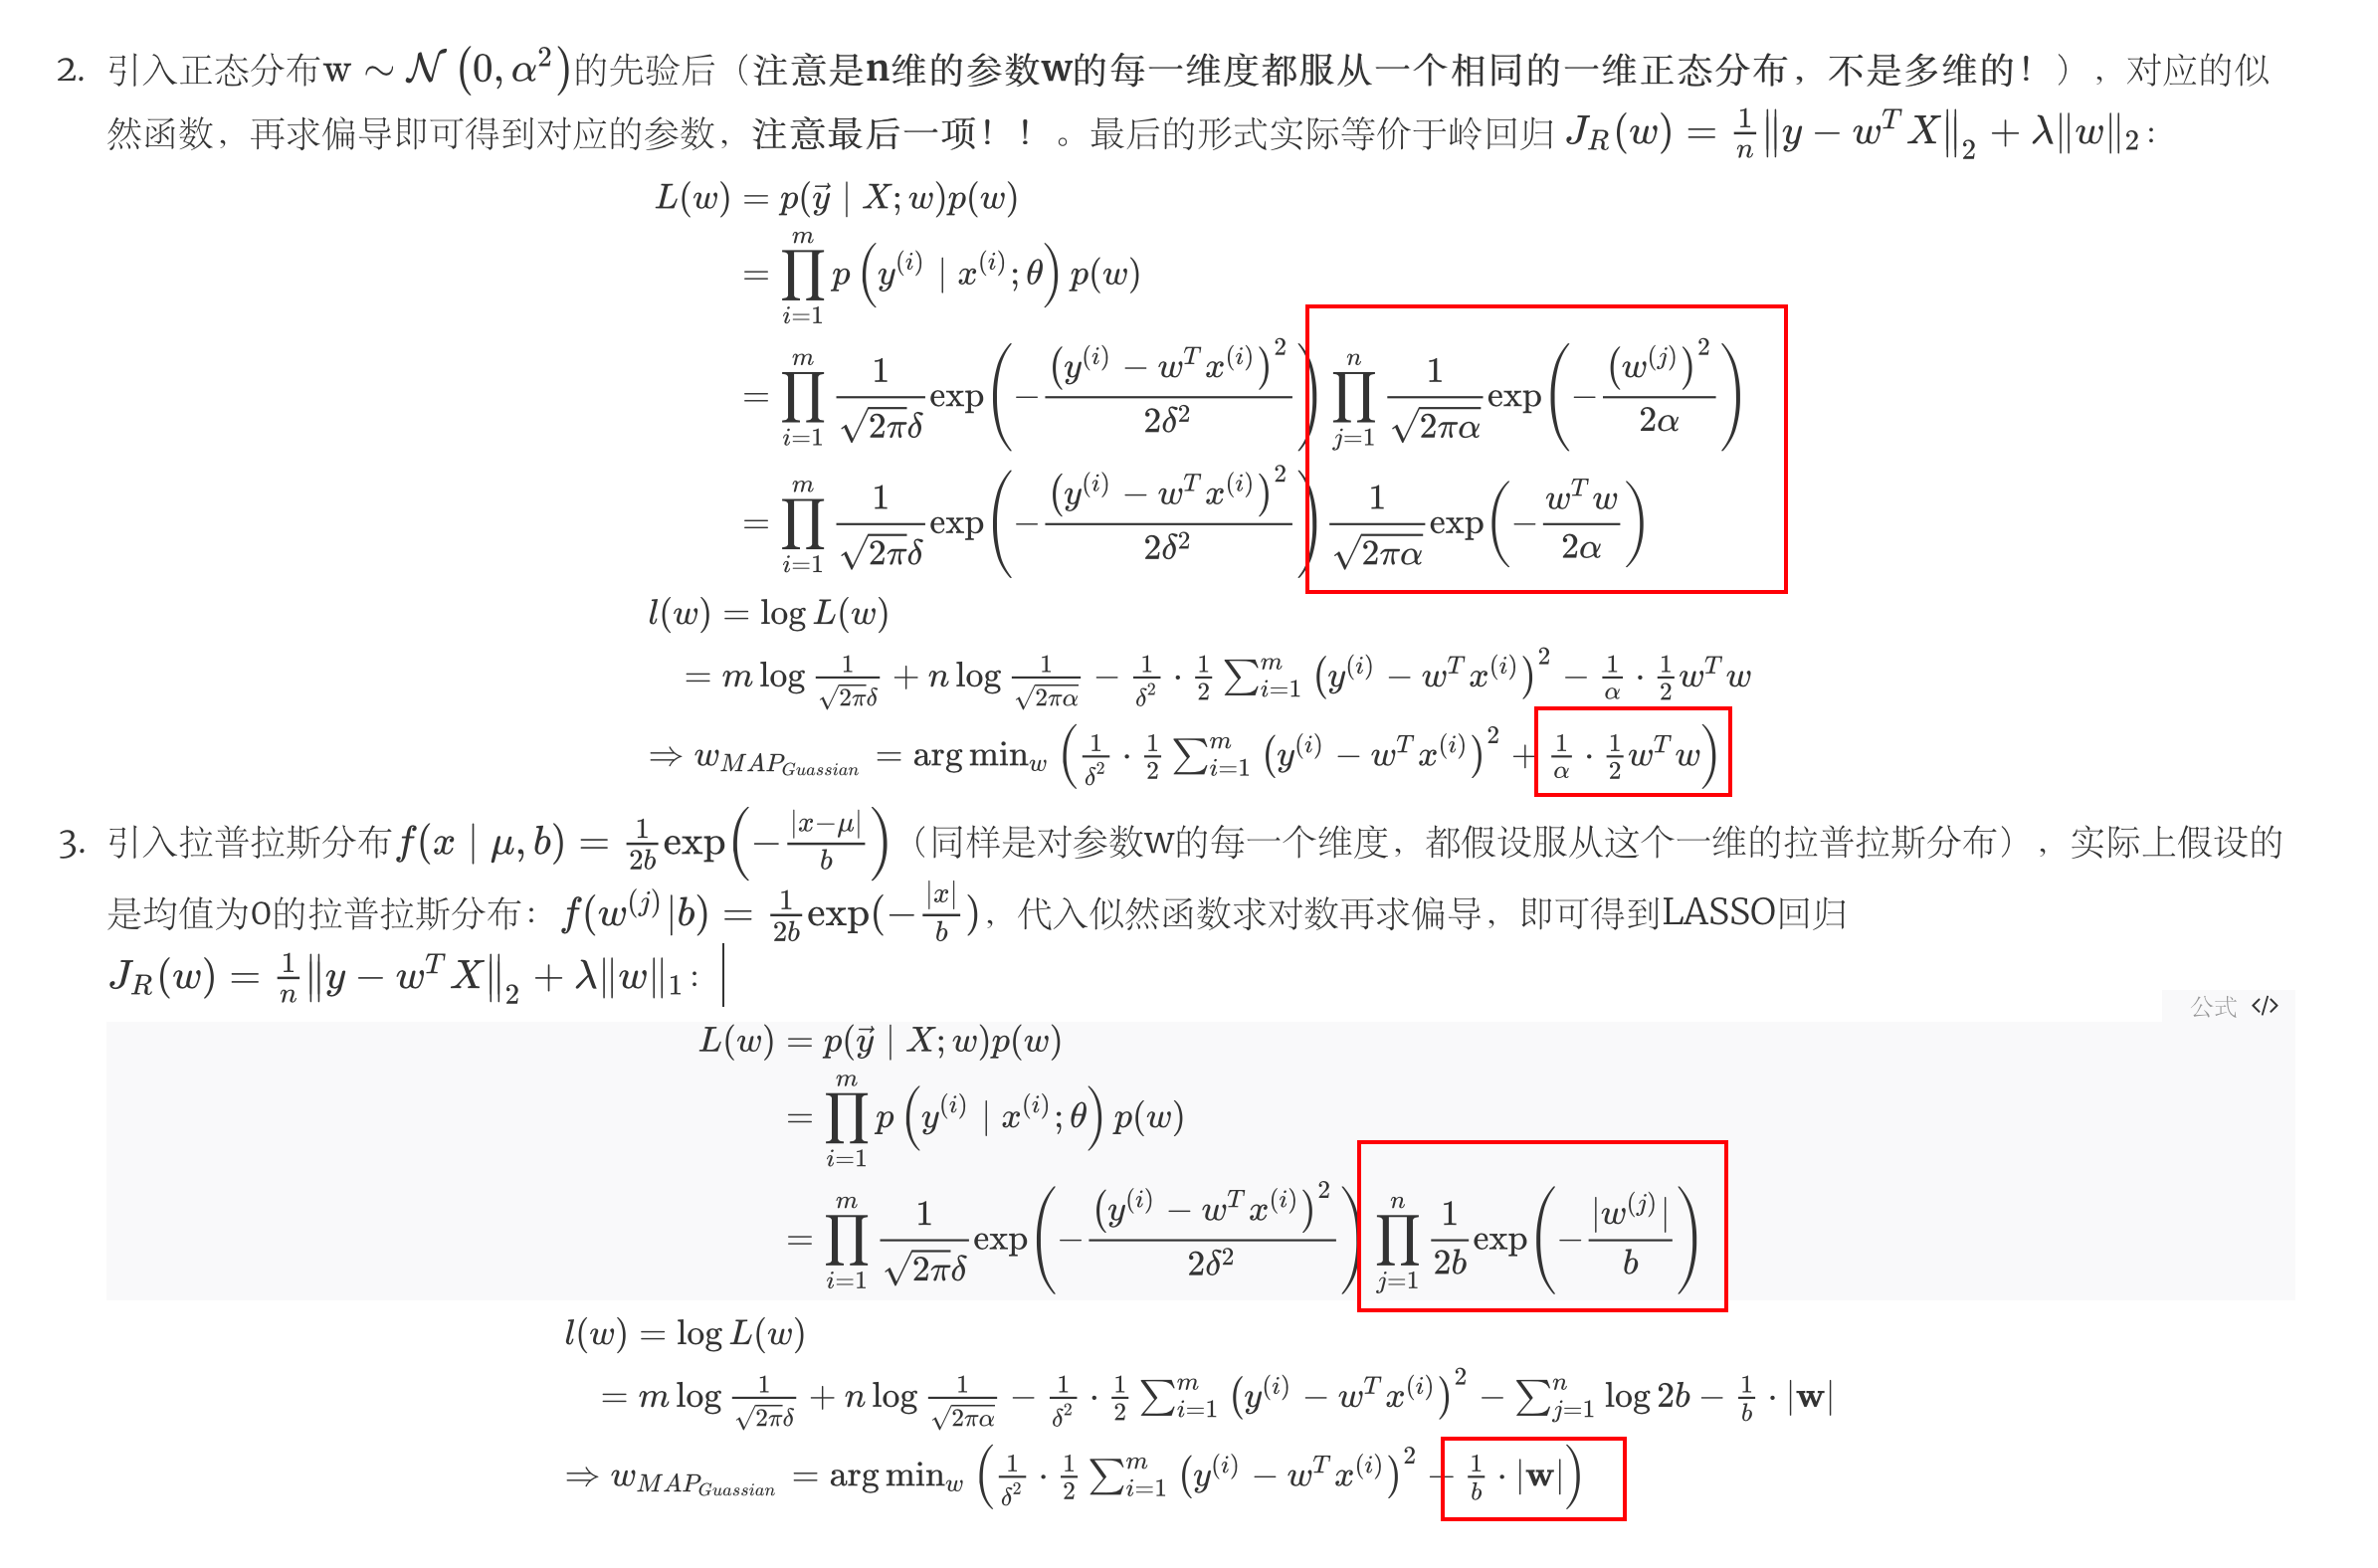 2. 引入正态分布$\mathrm{w} \sim \mathcal{N}\left(0, \alpha^{2}\right)$的先验后（注意是n维的参数w的每一维度都服从一个相同的一维正态分布，不是多维的！），对应的似
然函数，再求偏导即可得到对应的参数，注意最后一项！！。最后的形式实际等价于岭回归 $J_R(w) = \frac{1}{n}\left\|y - w^T X\right\|_2 + \lambda\|w\|_2$：
$L(w) = p(\vec{y} \mid X; w)p(w)$
$= \prod_{i=1}^{m} p\left(y^{(i)} \mid x^{(i)}; \theta\right) p(w)$
$= \prod_{i=1}^{m} \frac{1}{\sqrt{2\pi}\delta} \exp\left(-\frac{\left(y^{(i)} - w^T x^{(i)}\right)^2}{2\delta^2}\right) \prod_{j=1}^{n} \frac{1}{\sqrt{2\pi\alpha}} \exp\left(-\frac{\left(w^{(j)}\right)^2}{2\alpha}\right)$
$= \prod_{i=1}^{m} \frac{1}{\sqrt{2\pi}\delta} \exp\left(-\frac{\left(y^{(i)} - w^T x^{(i)}\right)^2}{2\delta^2}\right) \frac{1}{\sqrt{2\pi\alpha}} \exp\left(-\frac{w^T w}{2\alpha}\right)$
$l(w) = \log L(w)$
$= m \log \frac{1}{\sqrt{2\pi}\delta} + n \log \frac{1}{\sqrt{2\pi\alpha}} - \frac{1}{\delta^2} \cdot \frac{1}{2} \sum_{i=1}^{m} \left(y^{(i)} - w^T x^{(i)}\right)^2 - \frac{1}{\alpha} \cdot \frac{1}{2} w^T w$
$\Rightarrow w_{MAP_{Guassian}} = \arg\min_w \left(\frac{1}{\delta^2} \cdot \frac{1}{2} \sum_{i=1}^{m} \left(y^{(i)} - w^T x^{(i)}\right)^2 + \frac{1}{\alpha} \cdot \frac{1}{2} w^T w\right)$
3. 引入拉普拉斯分布$f(x \mid \mu, b) = \frac{1}{2b} \exp\left(-\frac{|x-\mu|}{b}\right)$（同样是对参数w的每一个维度，都假设服从这个一维的拉普拉斯分布），实际上假设的
是均值为0的拉普拉斯分布：$f(w^{(j)}|b) = \frac{1}{2b} \exp(-\frac{|x|}{b})$，代入似然函数求对数再求偏导，即可得到LASSO回归
$J_R(w) = \frac{1}{n}\left\|y - w^T X\right\|_2 + \lambda\|w\|_1$：
公式 </>
$L(w) = p(\vec{y} \mid X; w)p(w)$
$= \prod_{i=1}^{m} p\left(y^{(i)} \mid x^{(i)}; \theta\right) p(w)$
$= \prod_{i=1}^{m} \frac{1}{\sqrt{2\pi}\delta} \exp\left(-\frac{\left(y^{(i)} - w^T x^{(i)}\right)^2}{2\delta^2}\right) \prod_{j=1}^{n} \frac{1}{2b} \exp\left(-\frac{|w^{(j)}|}{b}\right)$
$l(w) = \log L(w)$
$= m \log \frac{1}{\sqrt{2\pi}\delta} + n \log \frac{1}{\sqrt{2\pi\alpha}} - \frac{1}{\delta^2} \cdot \frac{1}{2} \sum_{i=1}^{m} \left(y^{(i)} - w^T x^{(i)}\right)^2 - \sum_{j=1}^{n} \log 2b - \frac{1}{b} \cdot |\mathbf{w}|$
$\Rightarrow w_{MAP_{Guassian}} = \arg\min_w \left(\frac{1}{\delta^2} \cdot \frac{1}{2} \sum_{i=1}^{m} \left(y^{(i)} - w^T x^{(i)}\right)^2 - \frac{1}{b} \cdot |\mathbf{w}|\right)$